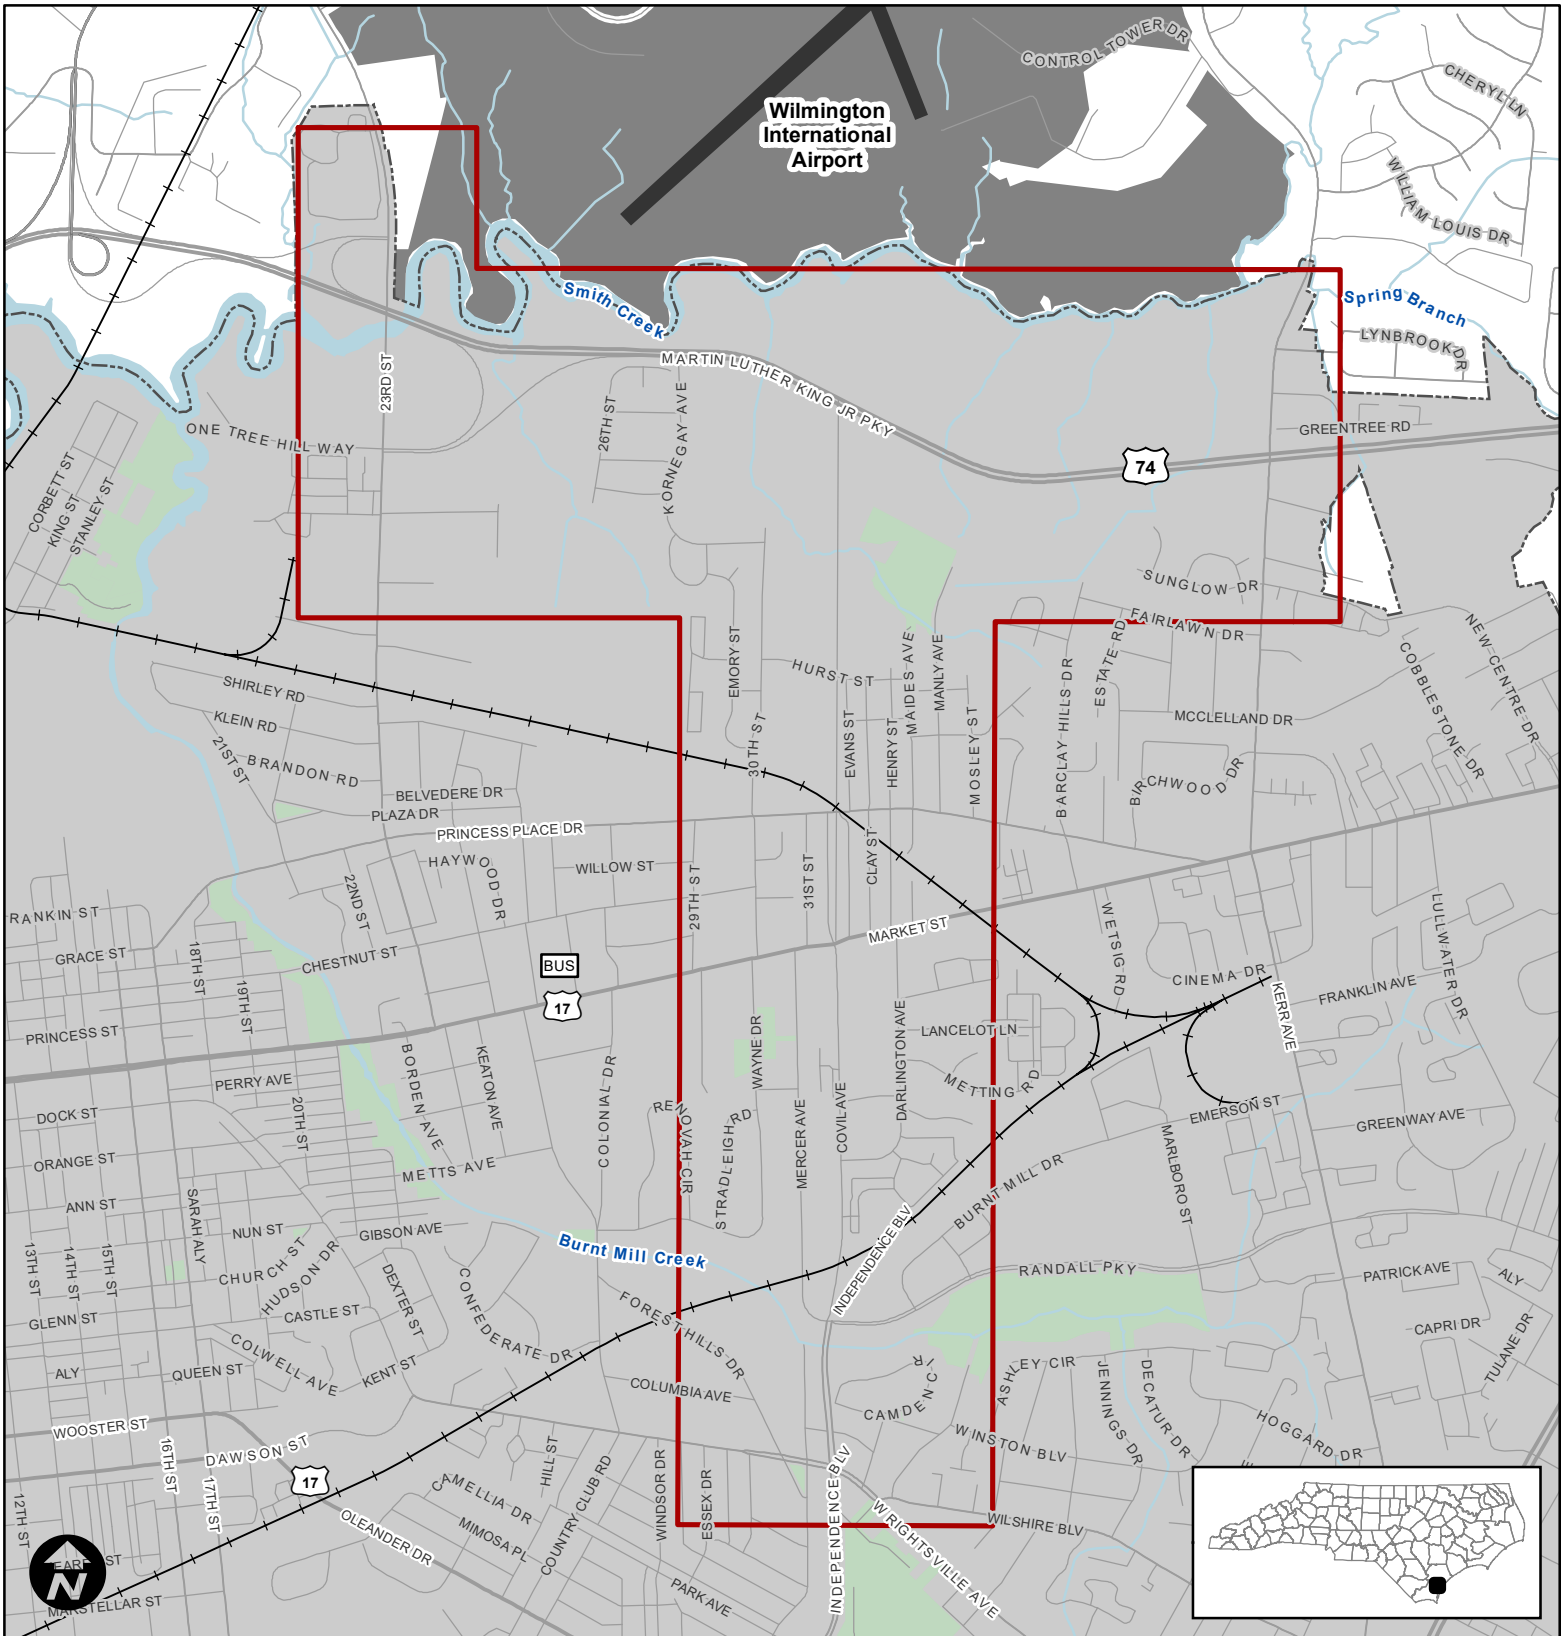 CONTROL TOWER DR
CHERYL LN
Wilmington
International
Airport
WILLIAM LOUIS DR
Smith Creek
Spring Branch
LYNBROOK DR
MARTIN LUTHER KING JR PKY
23RD ST
26TH ST
KORNEGAY AVE
ONE TREE HILL WAY
GREENTREE RD
74
CORBETT ST
KING ST
STANLEY ST
SUNGLOW DR
FAIRLAWN DR
NEW CENTRE DR
COBBLESTONE DR
EMORY ST
HURST ST
MAIDES AVE
MANLY AVE
ESTATE RD
BARCLAY HILLS DR
SHIRLEY RD
KLEIN RD
21ST ST
BRANDON RD
30TH ST
EVANS ST
HENRY ST
MOSLEY ST
MCCLELLAND DR
BIRCHWOOD DR
BELVEDERE DR
PLAZA DR
PRINCESS PLACE DR
HAYWOOD DR
WILLOW ST
29TH ST
31ST ST
CLAY ST
22ND ST
RANKIN ST
GRACE ST
18TH ST
19TH ST
CHESTNUT ST
MARKET ST
WETSIG RD
LULLWATER DR
BUS
17
CINEMA DR
KERR AVE
FRANKLIN AVE
PRINCESS ST
LANCELOT LN
WAYNE DR
DARLINGTON AVE
BORDEN AVE
KEATON AVE
COLONIAL DR
PERRY AVE
METTING RD
RENOVAH CIR
STRADLEIGH RD
MERCER AVE
COVIL AVE
DOCK ST
20TH ST
EMERSON ST
GREENWAY AVE
MARLBORO ST
ORANGE ST
METTS AVE
BURNT MILL DR
ANN ST
SARAH ALY
NUN ST
GIBSON AVE
13TH ST
14TH ST
15TH ST
Burnt Mill Creek
INDEPENDENCE BLV
RANDALL PKY
PATRICK AVE
ALY
CHURCH ST
HUDSON DR
CASTLE ST
DEXTER ST
CONFEDERATE DR
FOREST HILLS DR
GLENN ST
COLWELL AVE
CAPRI DR
TULANE DR
ALY
QUEEN ST
KENT ST
COLUMBIA AVE
CAMDEN CIR
ASHLEY CIR
JENNINGS DR
DECATUR DR
WOOSTER ST
DAWSON ST
WINSTON BLV
HOGGARD DR
16TH ST
17TH ST
12TH ST
17
CAMELLIA DR
HILL ST
COUNTRY CLUB RD
WINDSOR DR
ESSEX DR
INDEPENDENCE BLV
WRIGHTSVILLE AVE
WILSHIRE BLV
OLEANDER DR
MIMOSA PL
PARK AVE
MARSTELLAR ST
N